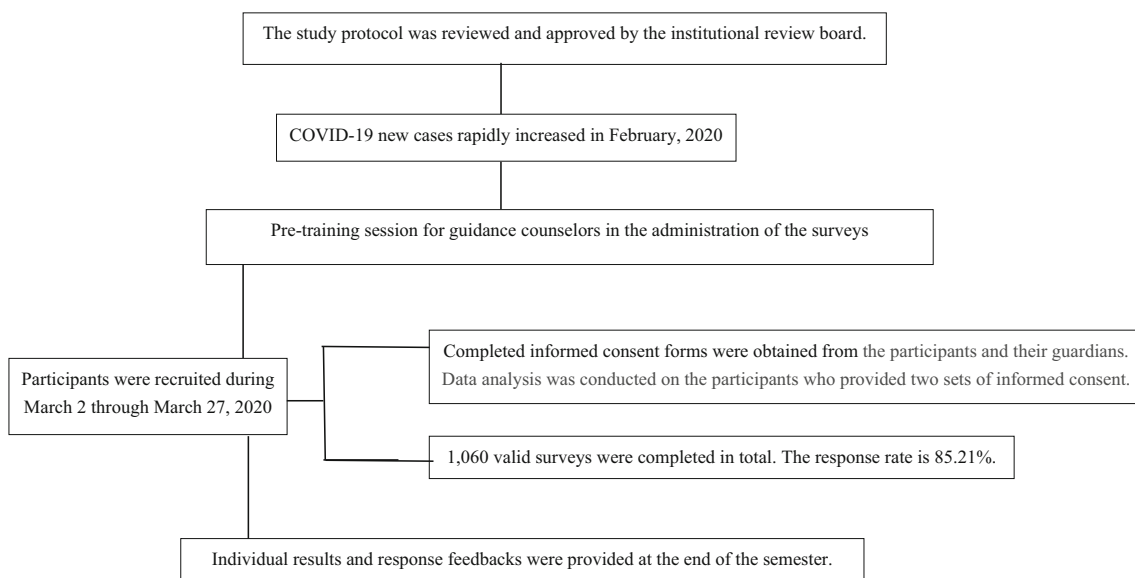 The study protocol was reviewed and approved by the institutional review board.
COVID-19 new cases rapidly increased in February, 2020
Pre-training session for guidance counselors in the administration of the surveys
Participants were recruited during
March 2 through March 27, 2020
Completed informed consent forms were obtained from the participants and their guardians.
Data analysis was conducted on the participants who provided two sets of informed consent.
1,060 valid surveys were completed in total. The response rate is 85.21%.
Individual results and response feedbacks were provided at the end of the semester.